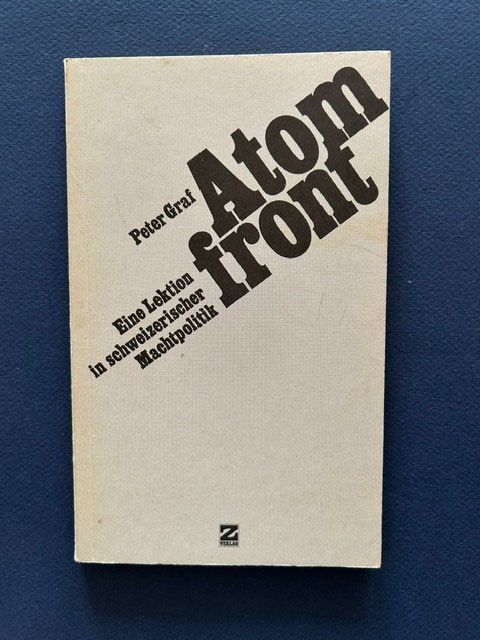 Peter Graf
Atom
front
Eine Lektion
in schweizerischer
Machtpolitik
Z
VERLAG